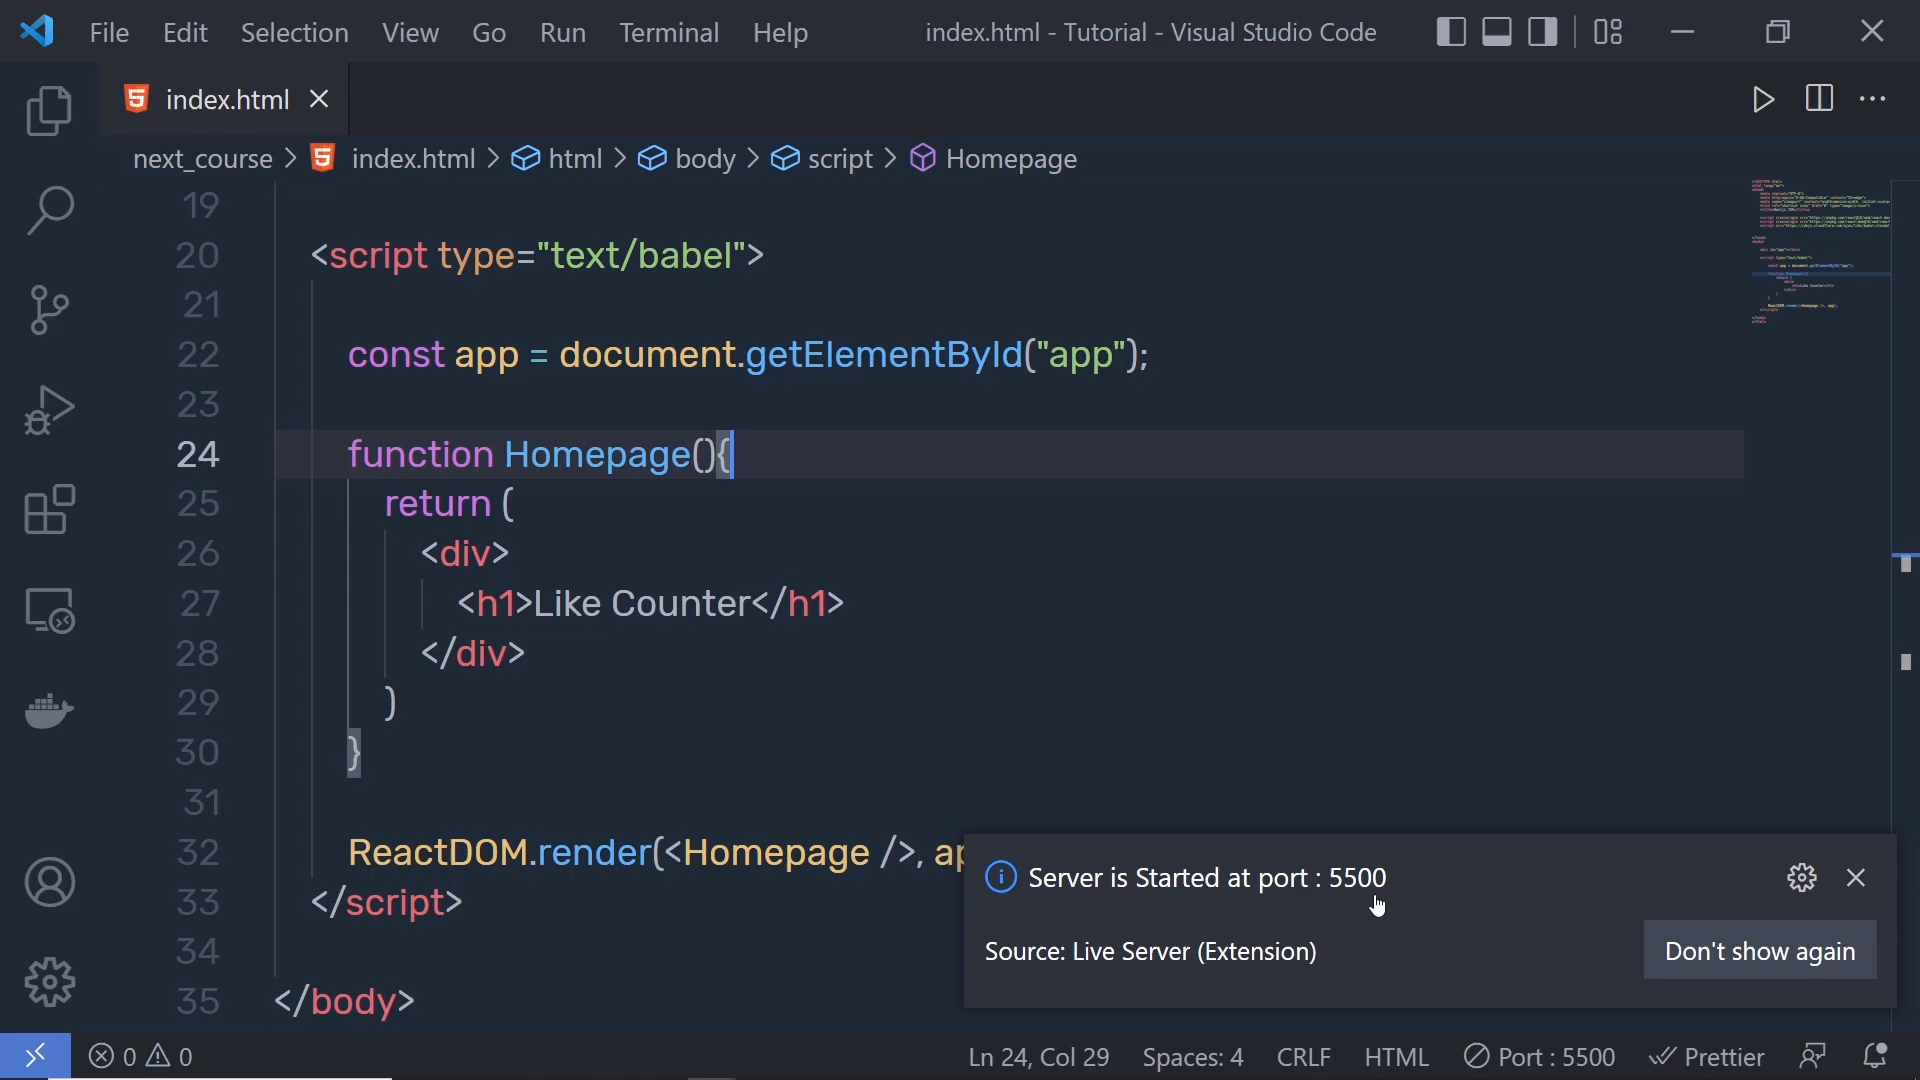 File Edit Selection View Go Run Terminal Help index.html - Tutorial - Visual Studio Code
index.html
next_course > index.html > html > body > script > Homepage
19
20 <script type="text/babel">
21
22 const app = document.getElementById("app");
23
24 function Homepage(){
25 return (
26 <div>
27 <h1>Like Counter</h1>
28 </div>
29 )
30 }
31
32 ReactDOM.render(<Homepage />, ap
33 </script>
34
35 </body>
Server is Started at port : 5500
Source: Live Server (Extension)
Don't show again
0 0 Ln 24, Col 29 Spaces: 4 CRLF HTML Port : 5500 Prettier